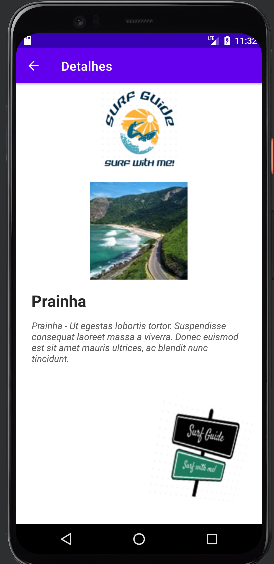 LTE 11:32
Detalhes
SURF GUIDE
SURF WITH ME!
Prainha
Prainha - Ut egestas lobortis tortor. Suspendisse
consequat laoreet massa a viverra. Donec euismod
est sit amet mauris ultrices, ac blandit nunc
tincidunt.
Surf Guide
Surf with me!